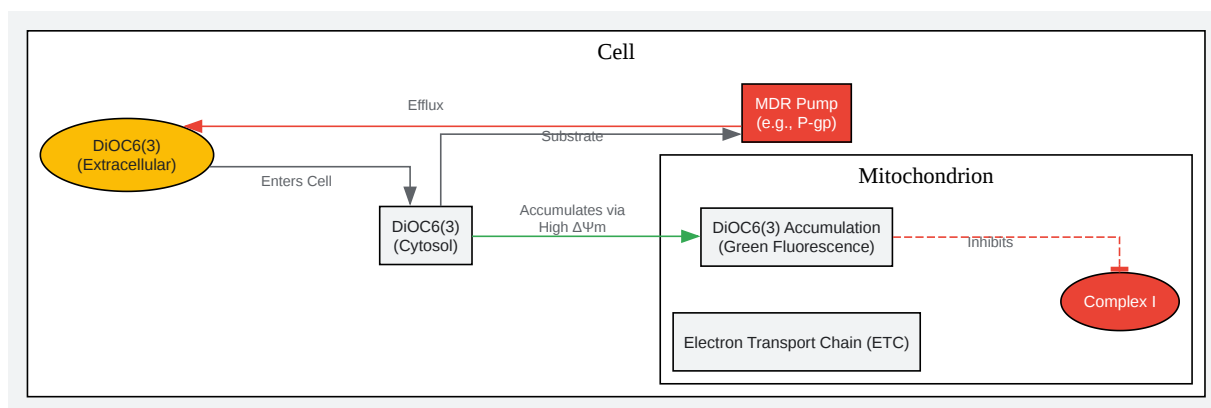 Cell
Efflux
MDR Pump
(e.g., P-gp)
Substrate
DiOC6(3)
(Extracellular)
Enters Cell
Mitochondrion
DiOC6(3)
(Cytosol)
Accumulates via
High ΔΨm
DiOC6(3) Accumulation
(Green Fluorescence)
Inhibits
Complex I
Electron Transport Chain (ETC)